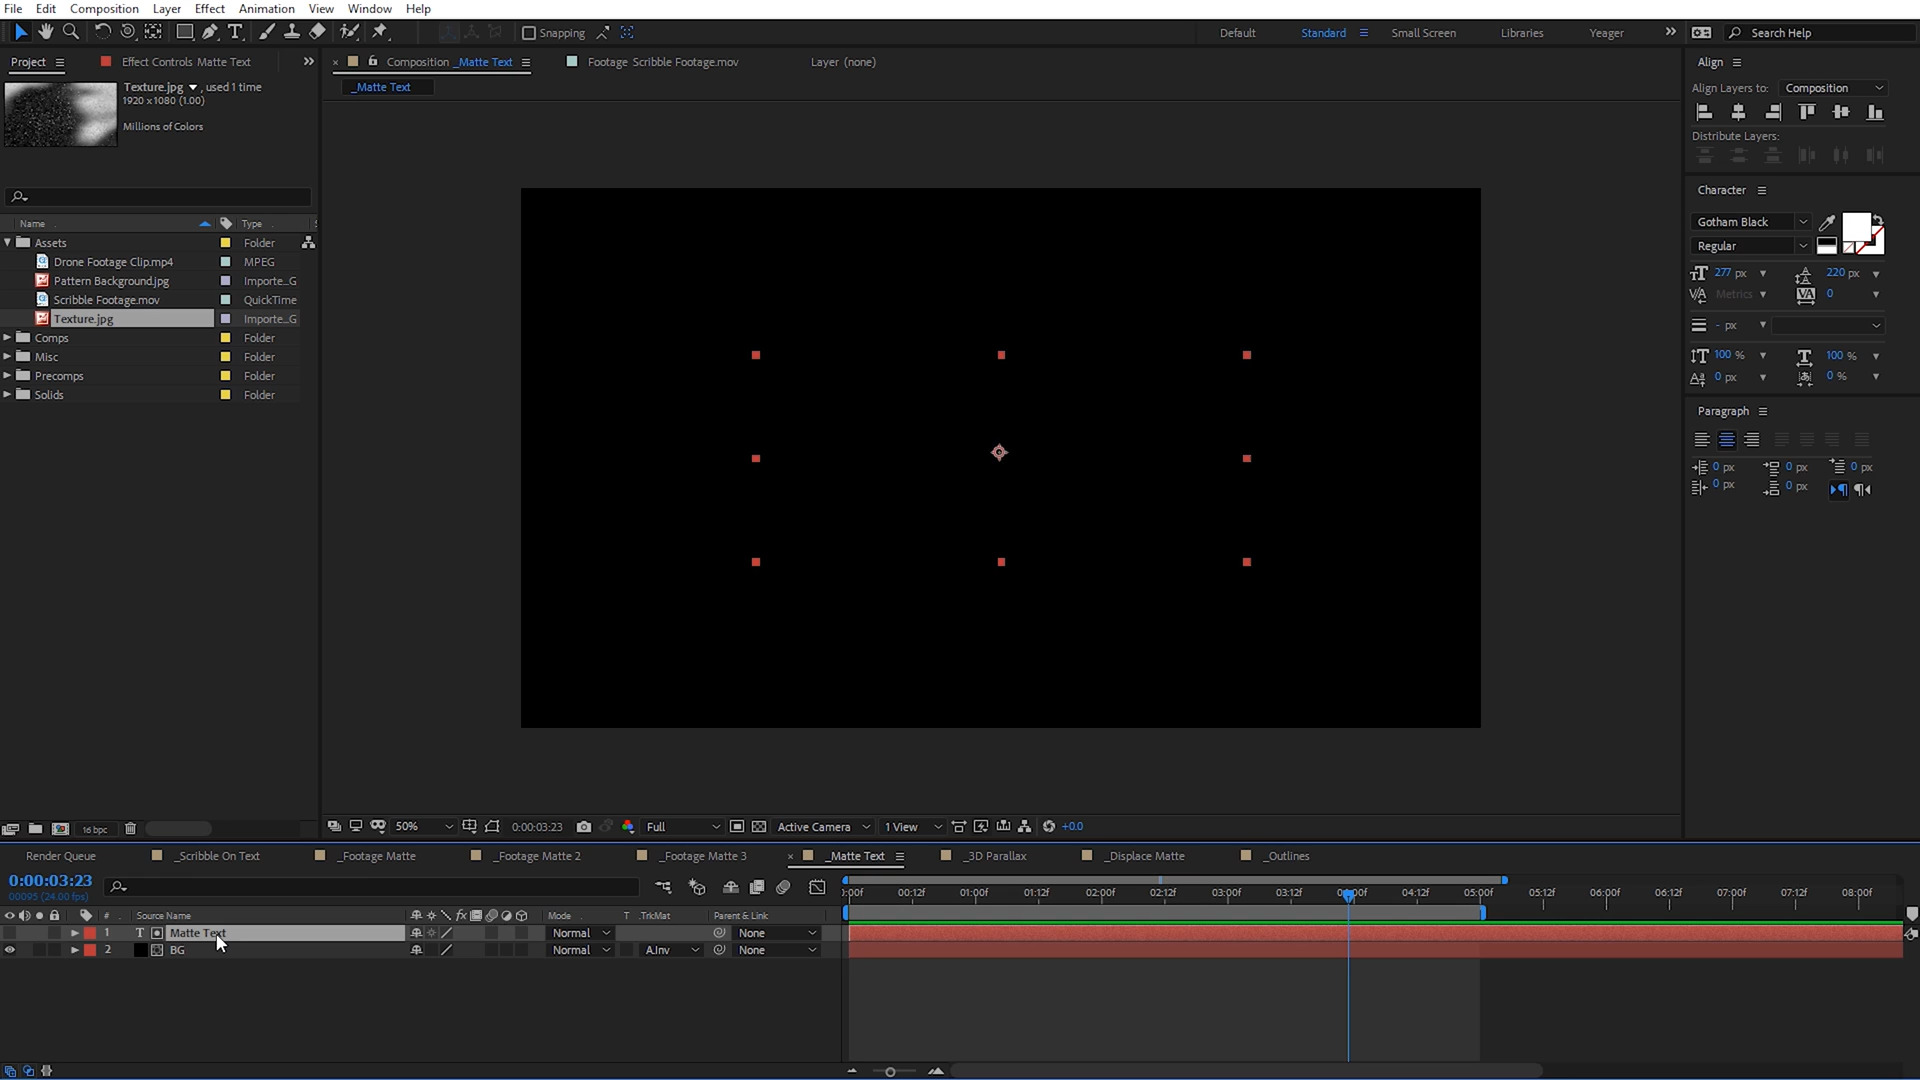 File Edit Composition Layer Effect Animation View Window Help
Snapping
Default Standard Small Screen Libraries Yeager
Search Help
Project
Effect Controls Matte Text
Composition _Matte Text
Footage Scribble Footage.mov
Layer (none)
_Matte Text
Texture.jpg , used 1 time
1920 x 1080 (1.00)
Millions of Colors
Name Type
Assets Folder
Drone Footage Clip.mp4 MPEG
Pattern Background.jpg Importe...G
Scribble Footage.mov QuickTime
Texture.jpg Importe...G
Comps Folder
Misc Folder
Precomps Folder
Solids Folder
16 bpc
50%
0:00:03:23
Full
Active Camera
1 View
+0.0
Align
Align Layers to: Composition
Distribute Layers:
Character
Gotham Black
Regular
277 px 220 px
Metrics 0
- px
100 % 100 %
0 px 0 %
Paragraph
0 px 0 px 0 px
0 px 0 px
Render Queue _Scribble On Text _Footage Matte _Footage Matte 2 _Footage Matte 3 _Matte Text _3D Parallax _Displace Matte _Outlines
0:00:03:23
00095 (24.00 fps)
# Source Name Mode T .TrkMat Parent & Link
1 T Matte Text Normal None
2 BG Normal A.Inv None
:00f 00:12f 01:00f 01:12f 02:00f 02:12f 03:00f 03:12f 04:00f 04:12f 05:00f 05:12f 06:00f 06:12f 07:00f 07:12f 08:00f